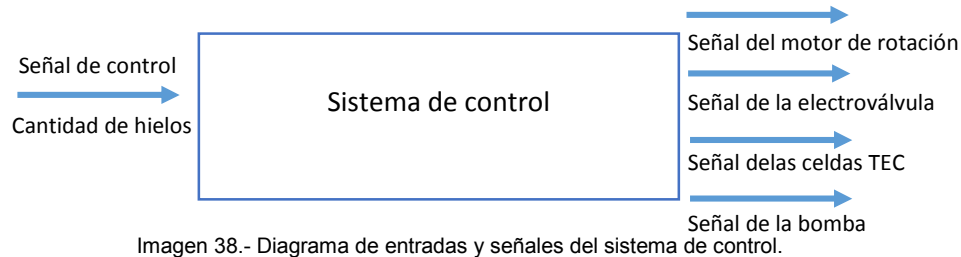 Señal de control
Cantidad de hielos
Sistema de control
Señal del motor de rotación
Señal de la electroválvula
Señal delas celdas TEC
Señal de la bomba
Imagen 38.- Diagrama de entradas y señales del sistema de control.